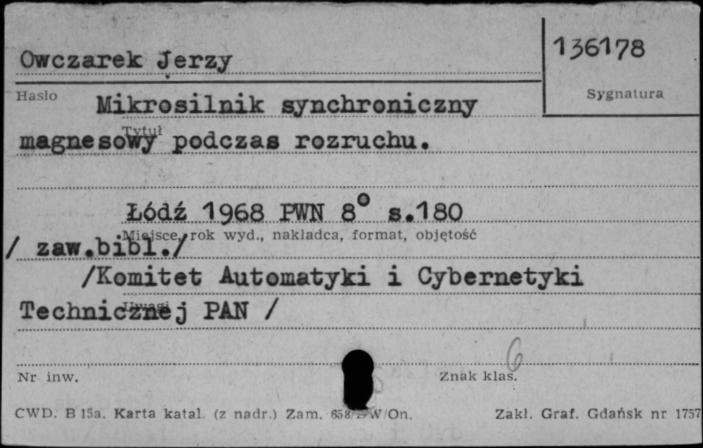 Owczarek Jerzy
136178
Hasło
Sygnatura
Mikrosilnik synchroniczny
Tytuł
magnesowy podczas rozruchu.
Łódź 1968 PWN 8° s.180
Miejsce, rok wyd., nakładca, format, objętość
/ zaw.bibl./
/Komitet Automatyki i Cybernetyki
Uwagi
Technicznej PAN /
6
Nr inw.
Znak klas.
CWD. B 15a. Karta katal. (z nadr.) Zam. W/On.
Zakł. Graf. Gdańsk nr 1757